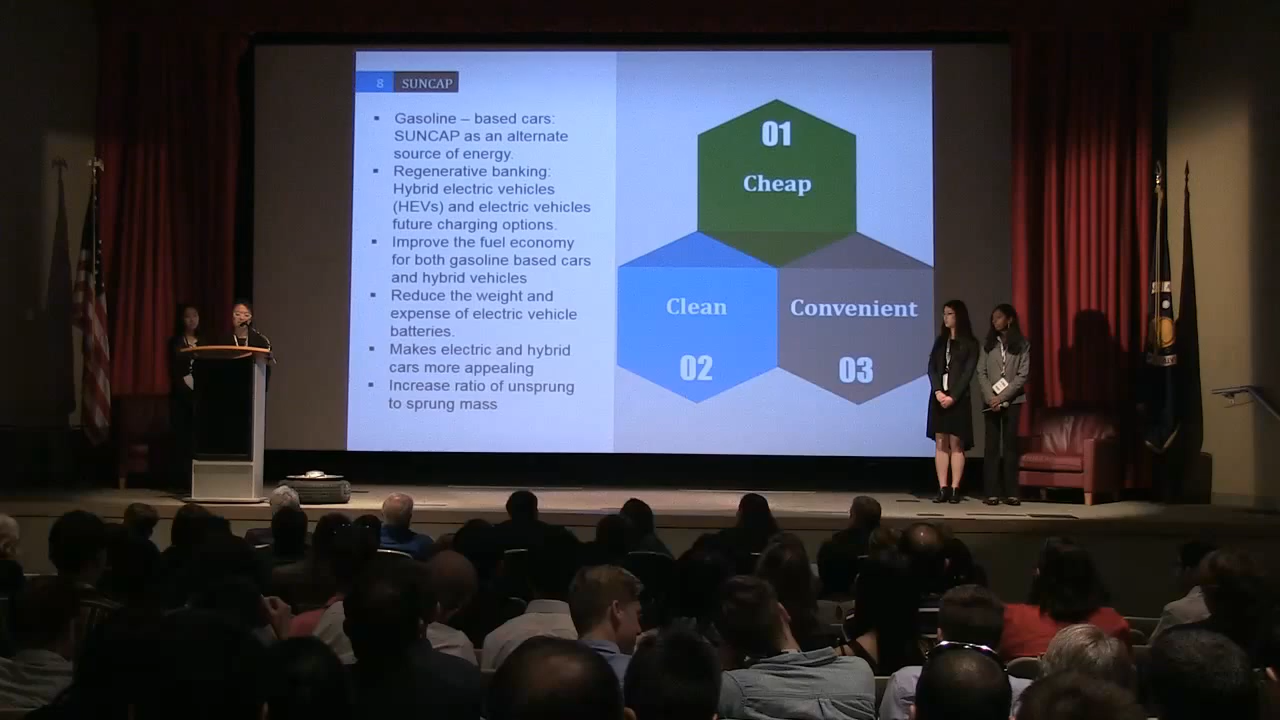 8 SUNCAP
▪ Gasoline – based cars:
SUNCAP as an alternate
source of energy.
▪ Regenerative banking:
Hybrid electric vehicles
(HEVs) and electric vehicles
future charging options.
▪ Improve the fuel economy
for both gasoline based cars
and hybrid vehicles
▪ Reduce the weight and
expense of electric vehicle
batteries.
▪ Makes electric and hybrid
cars more appealing
▪ Increase ratio of unsprung
to sprung mass
01
Cheap
Clean
02
Convenient
03